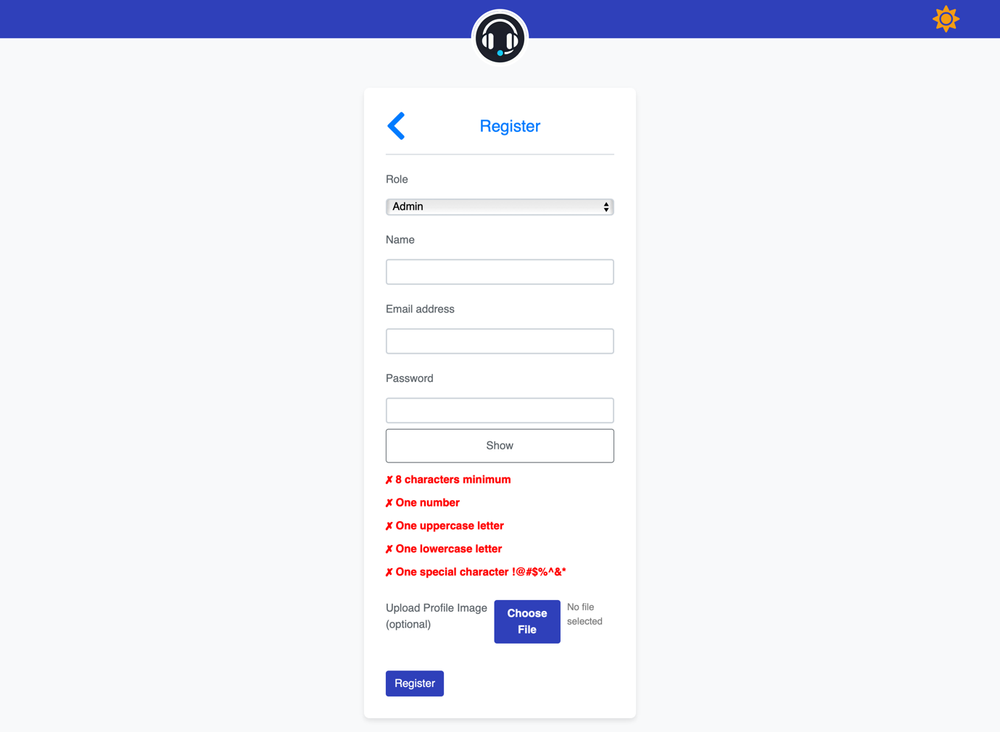 Register
Role
Admin
Name
Email address
Password
Show
✗ 8 characters minimum
✗ One number
✗ One uppercase letter
✗ One lowercase letter
✗ One special character !@#$%^&*
Upload Profile Image
(optional)
Choose
File
No file
selected
Register